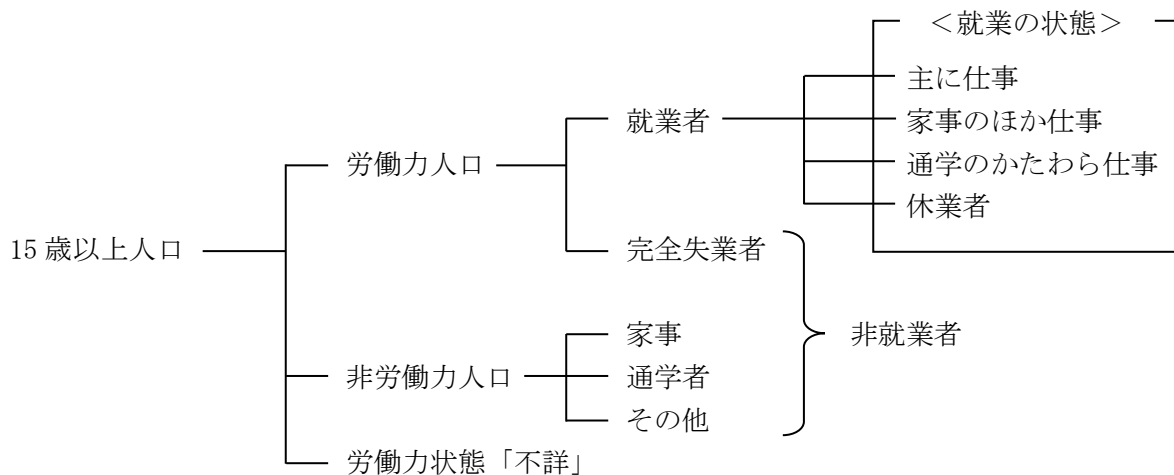 ＜就業の状態＞
主に仕事
就業者
家事のほか仕事
労働力人口
通学のかたわら仕事
休業者
15 歳以上人口
完全失業者
家事
非就業者
非労働力人口
通学者
その他
労働力状態「不詳」